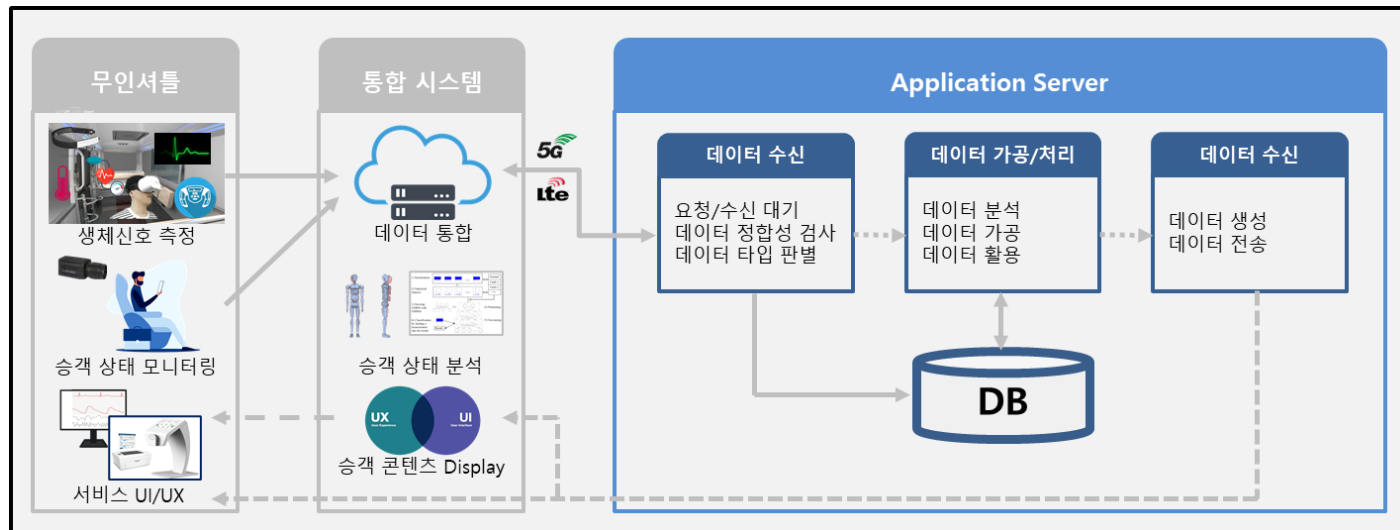 무인셔틀
생체신호 측정
승객 상태 모니터링
서비스 UI/UX
통합 시스템
데이터 통합
승객 상태 분석
UX
User Experience
UI
User Interface
승객 콘텐츠 Display
5G
Lte
Application Server
데이터 수신
요청/수신 대기
데이터 정합성 검사
데이터 타입 판별
데이터 가공/처리
데이터 분석
데이터 가공
데이터 활용
데이터 수신
데이터 생성
데이터 전송
DB